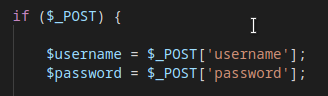 if ($_POST) {
$username = $_POST['username'];
$password = $_POST['password'];